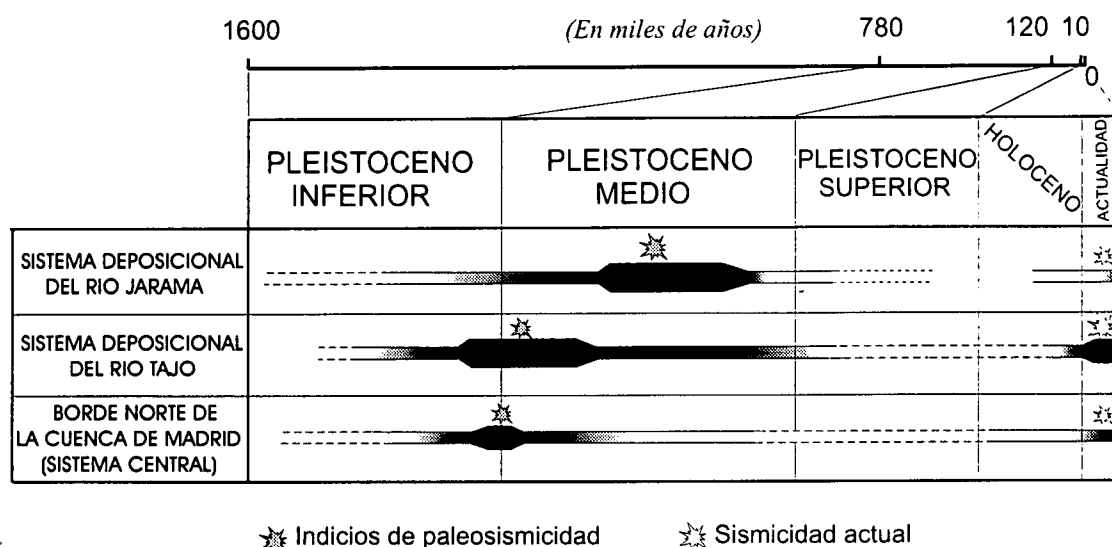 1600 (En miles de años) 780 120 10
0
PLEISTOCENO
INFERIOR
PLEISTOCENO
MEDIO
PLEISTOCENO
SUPERIOR
HOLOCENO
ACTUALIDAD
SISTEMA DEPOSICIONAL
DEL RIO JARAMA
SISTEMA DEPOSICIONAL
DEL RIO TAJO
BORDE NORTE DE
LA CUENCA DE MADRID
(SISTEMA CENTRAL)
Indicios de paleosismicidad
Sismicidad actual